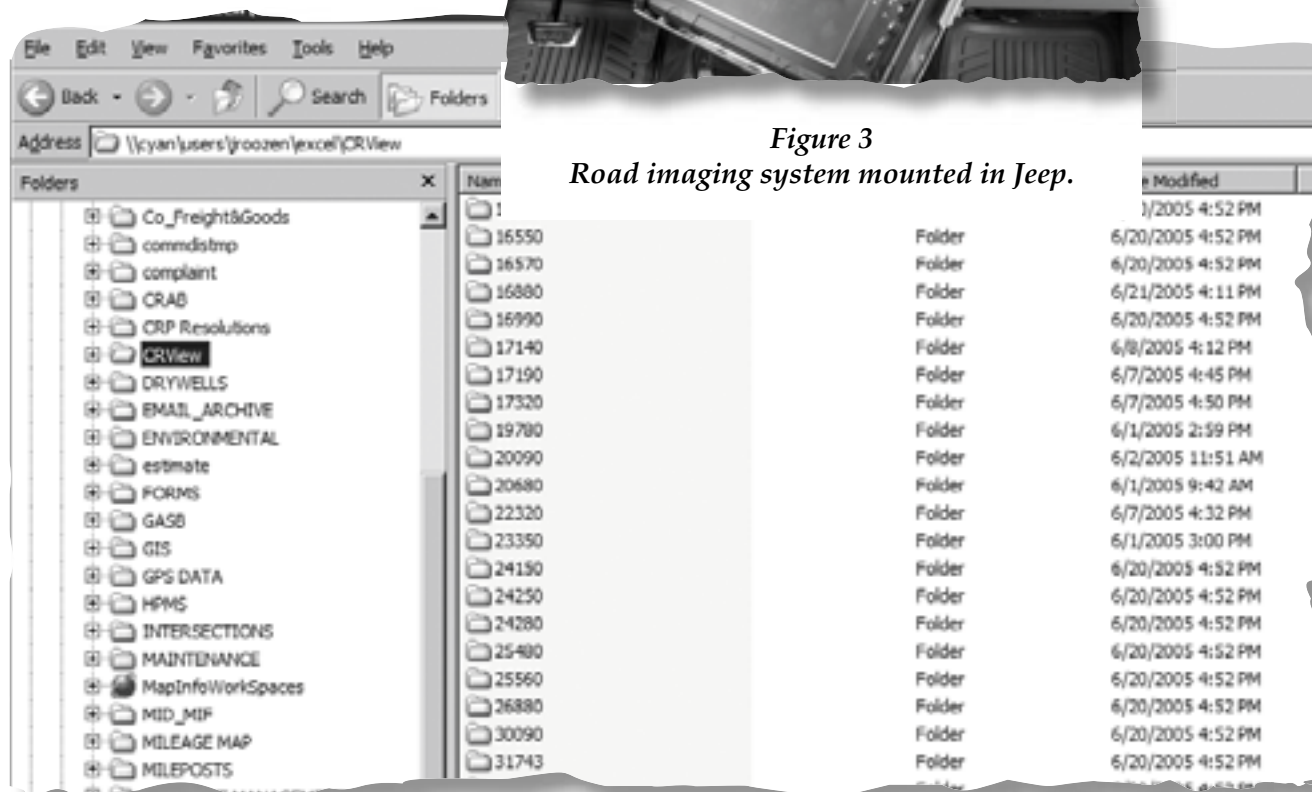 File Edit View Favorites Tools Help
Back Search Folders
Address \\cyan\users\jroozen\excel\CRView
Figure 3
Road imaging system mounted in Jeep.
Folders x
Co_Freight&Goods
commdistmp
complaint
CRAB
CRP Resolutions
CRView
DRYWELLS
EMAIL_ARCHIVE
ENVIRONMENTAL
estimate
FORMS
GASB
GIS
GPS DATA
HPMS
INTERSECTIONS
MAINTENANCE
MapInfoWorkSpaces
MID_MIF
MILEAGE MAP
MILEPOSTS
Nam e Modified
1 0/2005 4:52 PM
16550 Folder 6/20/2005 4:52 PM
16570 Folder 6/20/2005 4:52 PM
16880 Folder 6/21/2005 4:11 PM
16990 Folder 6/20/2005 4:52 PM
17140 Folder 6/8/2005 4:12 PM
17190 Folder 6/7/2005 4:45 PM
17320 Folder 6/7/2005 4:50 PM
19780 Folder 6/1/2005 2:59 PM
20090 Folder 6/2/2005 11:51 AM
20680 Folder 6/1/2005 9:42 AM
22320 Folder 6/7/2005 4:32 PM
23350 Folder 6/1/2005 3:00 PM
24150 Folder 6/20/2005 4:52 PM
24250 Folder 6/20/2005 4:52 PM
24280 Folder 6/20/2005 4:52 PM
25480 Folder 6/20/2005 4:52 PM
25560 Folder 6/20/2005 4:52 PM
26880 Folder 6/20/2005 4:52 PM
30090 Folder 6/20/2005 4:52 PM
31743 Folder 6/20/2005 4:52 PM